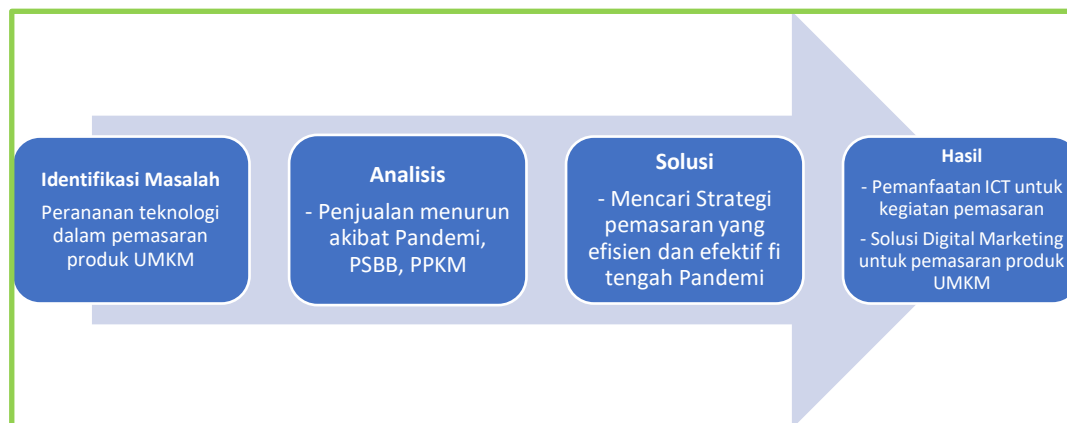 Identifikasi Masalah
Perananan teknologi
dalam pemasaran
produk UMKM
Analisis
- Penjualan menurun
akibat Pandemi,
PSBB, PPKM
Solusi
- Mencari Strategi
pemasaran yang
efisien dan efektif fi
tengah Pandemi
Hasil
- Pemanfaatan ICT untuk
kegiatan pemasaran
- Solusi Digital Marketing
untuk pemasaran produk
UMKM